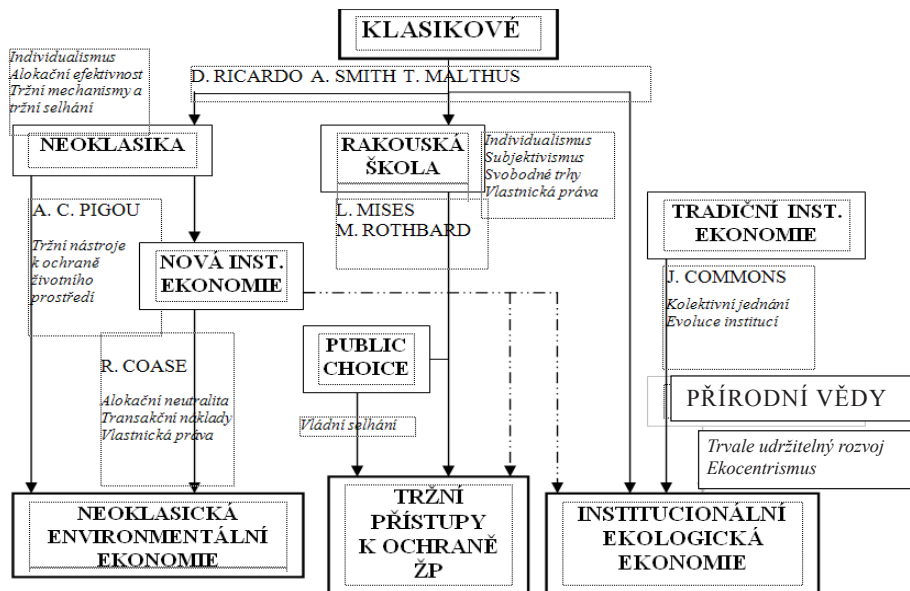 KLASIKOVÉ
D. RICARDO A. SMITH T. MALTHUS
Individualismus
Alokační efektivnost
Tržní mechanismy a
tržní selhání
NEOKLASIKA
RAKOUSKÁ
ŠKOLA
Individualismus
Subjektivismus
Svobodné trhy
Vlastnická práva
A. C. PIGOU
Tržní nástroje
k ochraně
životního
prostředí
L. MISES
M. ROTHBARD
TRADIČNÍ INST.
EKONOMIE
NOVÁ INST.
EKONOMIE
J. COMMONS
Kolektivní jednání
Evoluce institucí
PUBLIC
CHOICE
R. COASE
Alokační neutralita
Transakční náklady
Vlastnická práva
Vládní selhání
PŘÍRODNÍ VĚDY
Trvale udržitelný rozvoj
Ekocentrismus
NEOKLASICKÁ
ENVIRONMENTÁLNÍ
EKONOMIE
TRŽNÍ
PŘÍSTUPY
K OCHRANĚ
ŽP
INSTITUCIONÁLNÍ
EKOLOGICKÁ
EKONOMIE